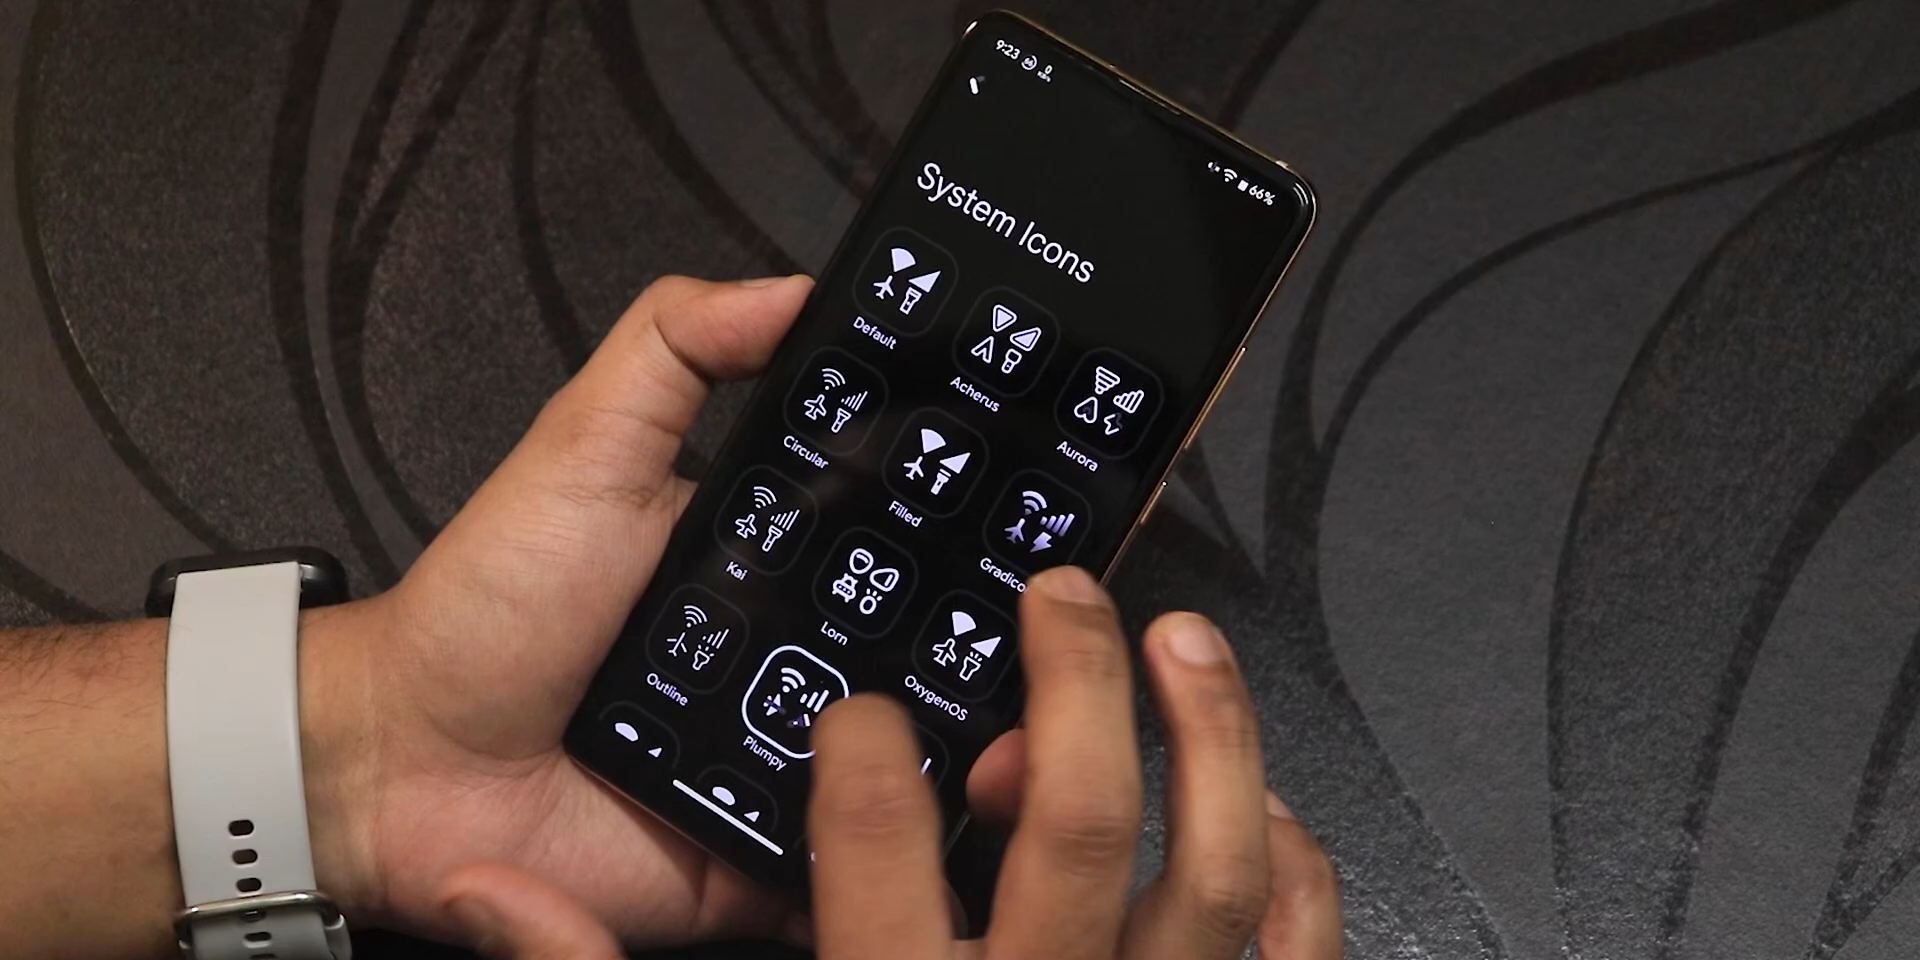 9:23
66%
System Icons
Default
Acherus
Aurora
Circular
Filled
Kai
Lorn
OxygenOS
Outline
Plumpy